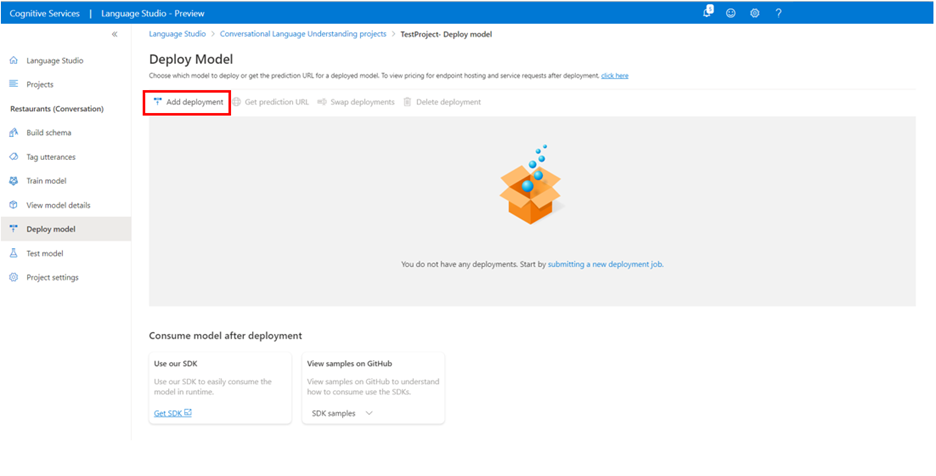 Cognitive Services | Language Studio - Preview
5
?
Language Studio > Conversational Language Understanding projects > TestProject- Deploy model
«
Language Studio
Projects
Restaurants (Conversation)
Build schema
Tag utterances
Train model
View model details
Deploy model
Test model
Project settings
Deploy Model
Choose which model to deploy or get the prediction URL for a deployed model. To view pricing for endpoint hosting and service requests after deployment, click here
Add deployment Get prediction URL Swap deployments Delete deployment
You do not have any deployments. Start by submitting a new deployment job.
Consume model after deployment
Use our SDK
Use our SDK to easily consume the
model in runtime.
Get SDK
View samples on GitHub
View samples on GitHub to understand
how to consume use the SDKs.
SDK samples